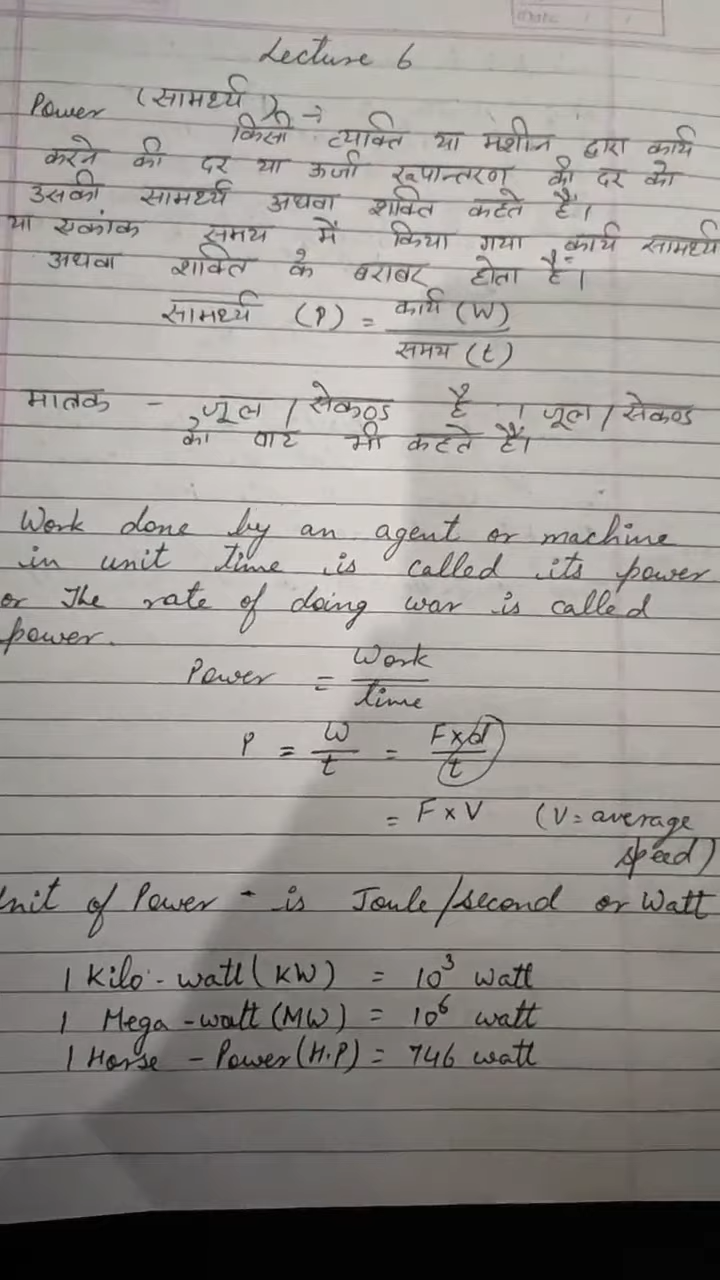 Lecture 6
Power (सामर्थ्य) →
किसी व्यक्ति या मशीन द्वारा कार्य
करने की दर या ऊर्जा रूपान्तरण की दर को
उसकी सामर्थ्य अथवा शक्ति कहते हैं।
या एकांक समय में किया गया कार्य सामर्थ्य
अथवा शक्ति के बराबर होता है।
सामर्थ्य (P) = कार्य (W)
समय (t)
मातक - जूल / सेकण्ड है । जूल / सेकण्ड
को वाट भी कहते हैं।
Work done by an agent or machine
in unit time is called its power
or The rate of doing war is called
power.
Power = Work
time
P = W/t = F×d/t
= F×V (V = average
speed)
Unit of Power - is Joule/second or Watt
1 Kilo - watt (KW) = 10³ watt
1 Mega - watt (MW) = 10⁶ watt
1 Horse - Power (H.P) = 746 watt